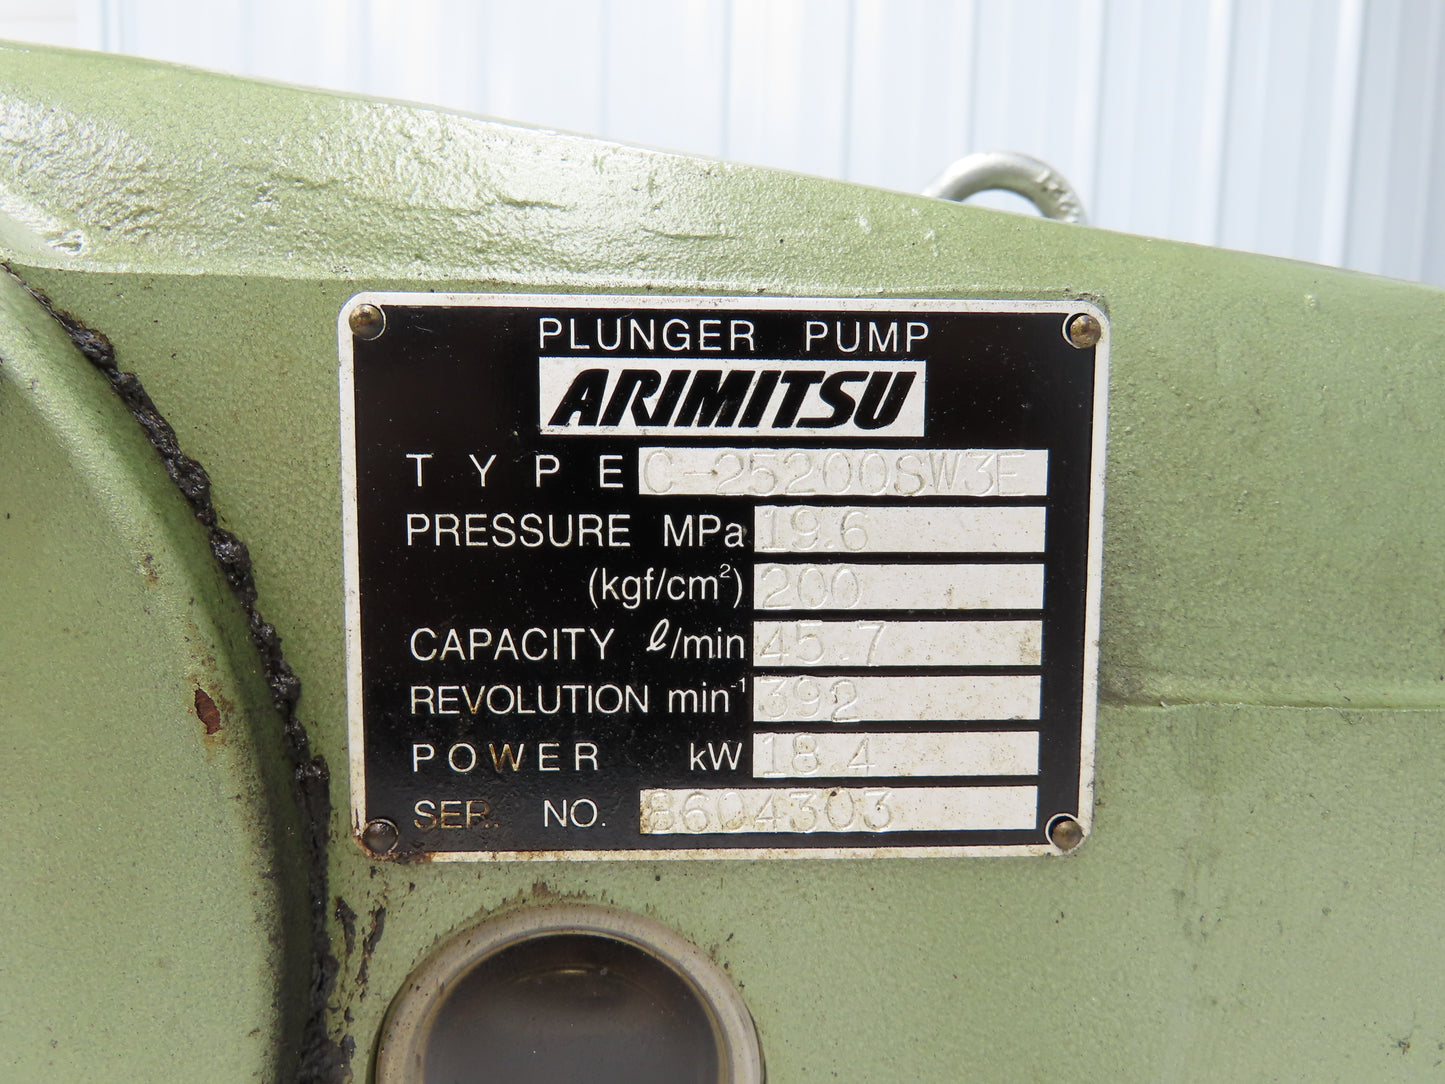 PLUNGER PUMP
ARIMITSU
TYPE C-25200SW3E
PRESSURE MPa 19.6
(kgf/cm²) 200
CAPACITY ℓ/min 45.7
REVOLUTION min⁻¹ 392
POWER kW 18.4
SER. NO. 8604303